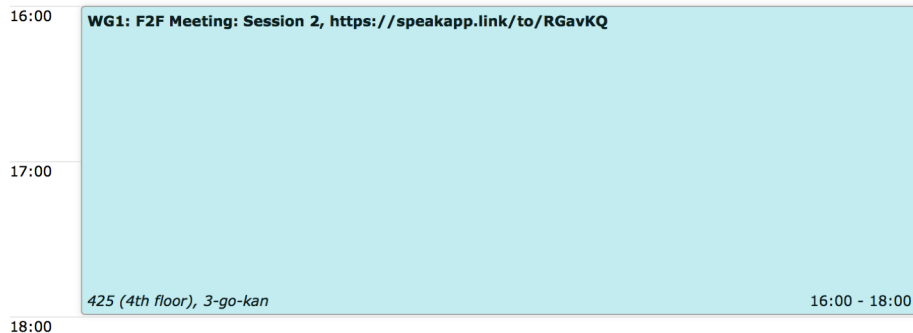 16:00
WG1: F2F Meeting: Session 2, https://speakapp.link/to/RGavKQ
17:00
425 (4th floor), 3-go-kan 16:00 - 18:00
18:00